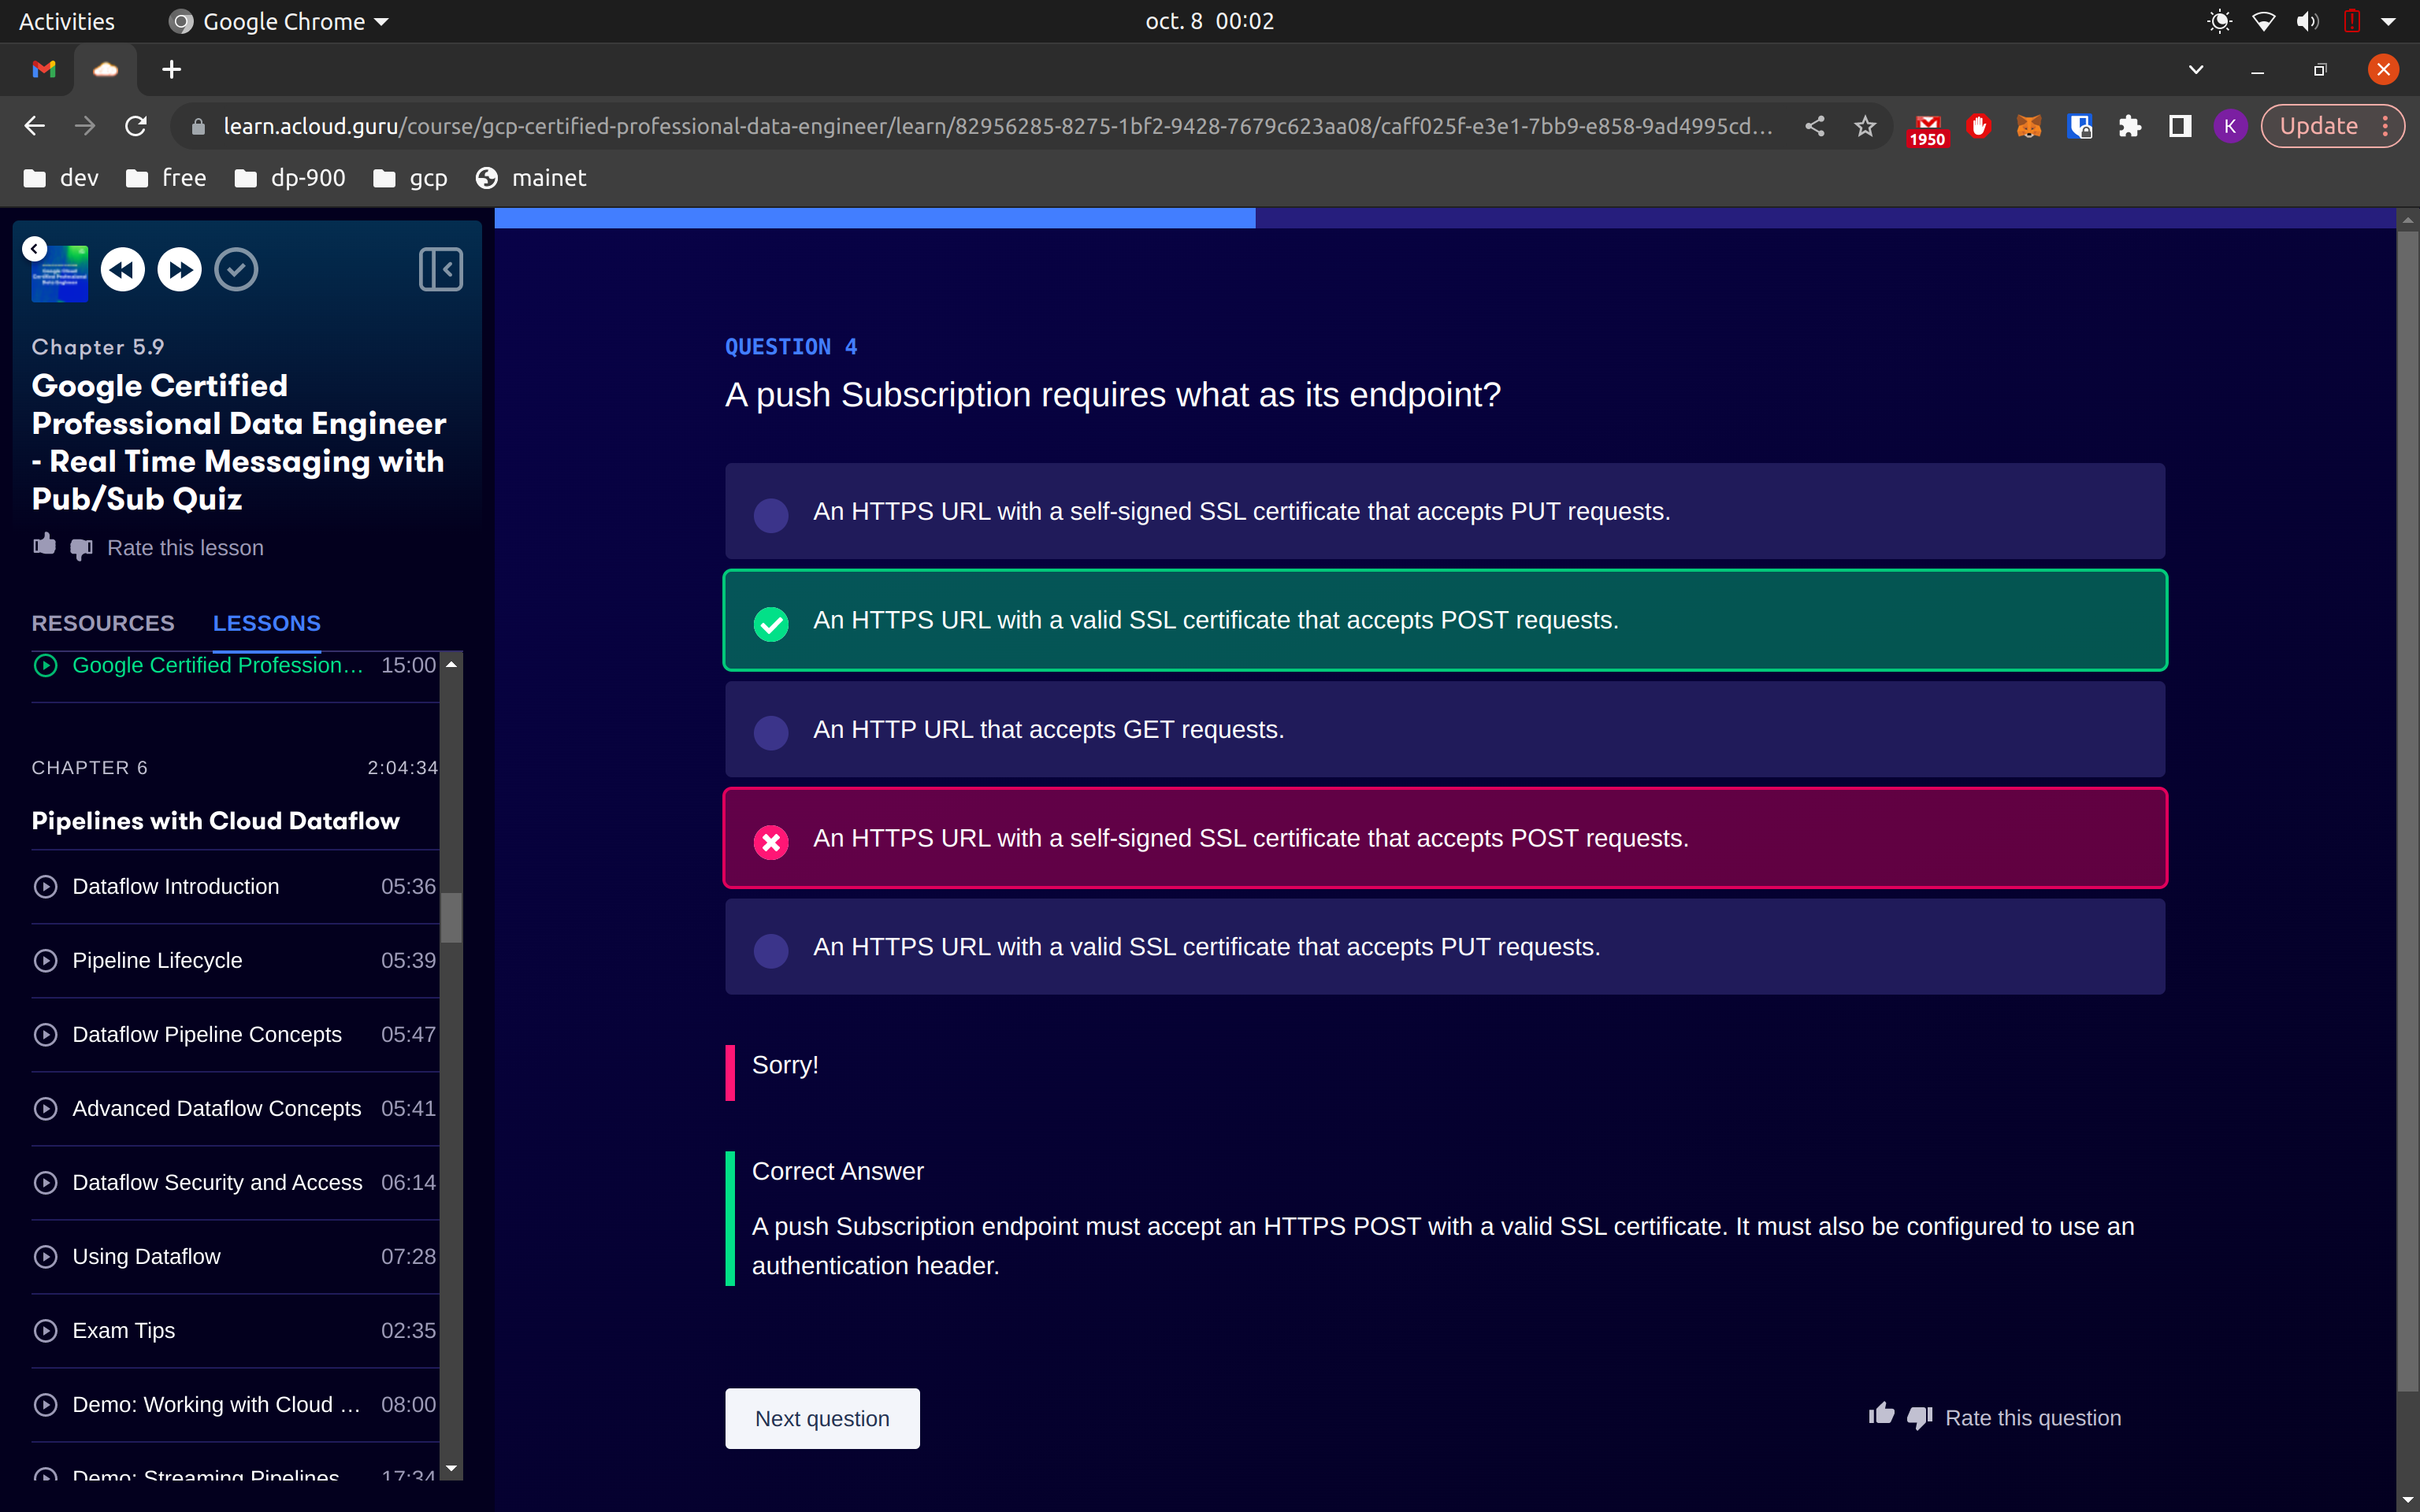 Activities
Google Chrome
oct. 8 00:02
learn.acloud.guru/course/gcp-certified-professional-data-engineer/learn/82956285-8275-1bf2-9428-7679c623aa08/caff025f-e3e1-7bb9-e858-9ad4995cd...
1950
K
Update
dev
free
dp-900
gcp
mainet
Chapter 5.9
Google Certified
Professional Data Engineer
- Real Time Messaging with
Pub/Sub Quiz
Rate this lesson
RESOURCES
LESSONS
Google Certified Profession... 15:00
CHAPTER 6 2:04:34
Pipelines with Cloud Dataflow
Dataflow Introduction 05:36
Pipeline Lifecycle 05:39
Dataflow Pipeline Concepts 05:47
Advanced Dataflow Concepts 05:41
Dataflow Security and Access 06:14
Using Dataflow 07:28
Exam Tips 02:35
Demo: Working with Cloud ... 08:00
Demo: Streaming Pipelines 17:34
QUESTION 4
A push Subscription requires what as its endpoint?
An HTTPS URL with a self-signed SSL certificate that accepts PUT requests.
An HTTPS URL with a valid SSL certificate that accepts POST requests.
An HTTP URL that accepts GET requests.
An HTTPS URL with a self-signed SSL certificate that accepts POST requests.
An HTTPS URL with a valid SSL certificate that accepts PUT requests.
Sorry!
Correct Answer
A push Subscription endpoint must accept an HTTPS POST with a valid SSL certificate. It must also be configured to use an
authentication header.
Next question
Rate this question